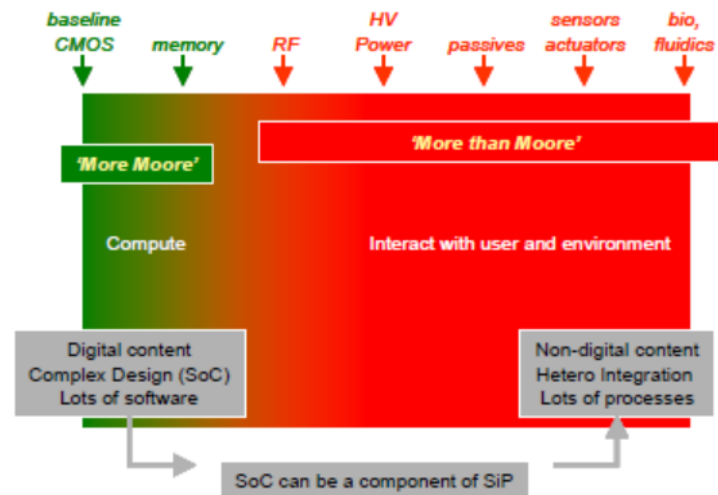 baseline
CMOS
memory
RF
HV
Power
passives
sensors
actuators
bio,
fluidics
'More Moore'
'More than Moore'
Compute
Interact with user and environment
Digital content
Complex Design (SoC)
Lots of software
Non-digital content
Hetero Integration
Lots of processes
SoC can be a component of SiP